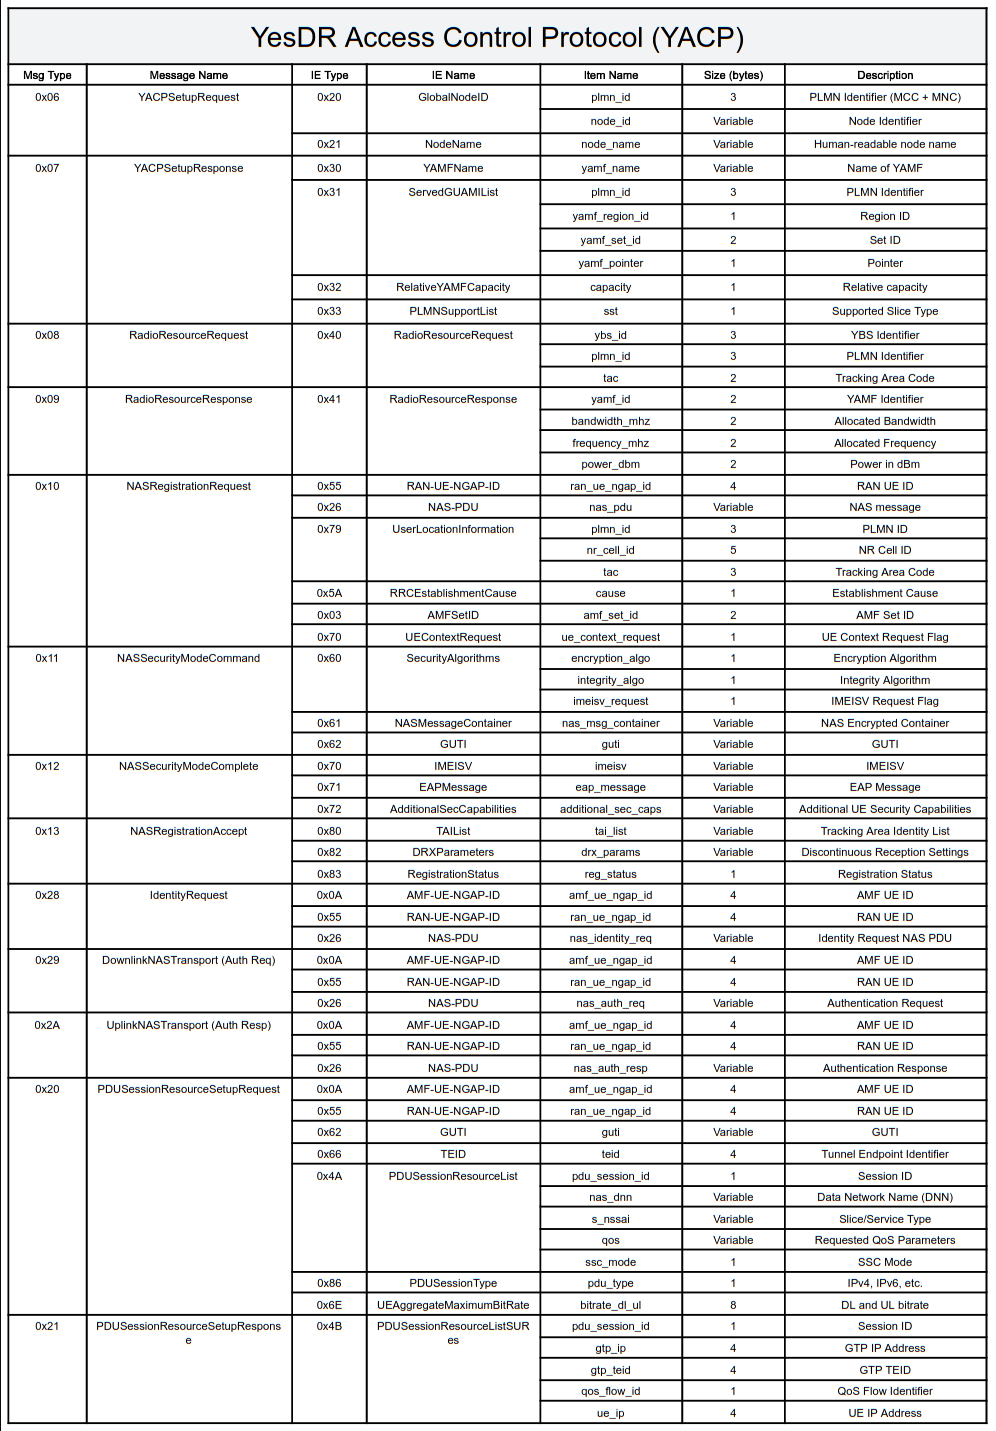 YesDR Access Control Protocol (YACP)
Msg Type Message Name IE Type IE Name Item Name Size (bytes) Description
0x06 YACPSetupRequest 0x20 GlobalNodeID plmn_id 3 PLMN Identifier (MCC + MNC)
node_id Variable Node Identifier
0x21 NodeName node_name Variable Human-readable node name
0x07 YACPSetupResponse 0x30 YAMFName yamf_name Variable Name of YAMF
0x31 ServedGUAMIList plmn_id 3 PLMN Identifier
yamf_region_id 1 Region ID
yamf_set_id 2 Set ID
yamf_pointer 1 Pointer
0x32 RelativeYAMFCapacity capacity 1 Relative capacity
0x33 PLMNSupportList sst 1 Supported Slice Type
0x08 RadioResourceRequest 0x40 RadioResourceRequest ybs_id 3 YBS Identifier
plmn_id 3 PLMN Identifier
tac 2 Tracking Area Code
0x09 RadioResourceResponse 0x41 RadioResourceResponse yamf_id 2 YAMF Identifier
bandwidth_mhz 2 Allocated Bandwidth
frequency_mhz 2 Allocated Frequency
power_dbm 2 Power in dBm
0x10 NASRegistrationRequest 0x55 RAN-UE-NGAP-ID ran_ue_ngap_id 4 RAN UE ID
0x26 NAS-PDU nas_pdu Variable NAS message
0x79 UserLocationInformation plmn_id 3 PLMN ID
nr_cell_id 5 NR Cell ID
tac 3 Tracking Area Code
0x5A RRCEstablishmentCause cause 1 Establishment Cause
0x03 AMFSetID amf_set_id 2 AMF Set ID
0x70 UEContextRequest ue_context_request 1 UE Context Request Flag
0x11 NASSecurityModeCommand 0x60 SecurityAlgorithms encryption_algo 1 Encryption Algorithm
integrity_algo 1 Integrity Algorithm
imeisv_request 1 IMEISV Request Flag
0x61 NASMessageContainer nas_msg_container Variable NAS Encrypted Container
0x62 GUTI guti Variable GUTI
0x12 NASSecurityModeComplete 0x70 IMEISV imeisv Variable IMEISV
0x71 EAPMessage eap_message Variable EAP Message
0x72 AdditionalSecCapabilities additional_sec_caps Variable Additional UE Security Capabilities
0x13 NASRegistrationAccept 0x80 TAIList tai_list Variable Tracking Area Identity List
0x82 DRXParameters drx_params Variable Discontinuous Reception Settings
0x83 RegistrationStatus reg_status 1 Registration Status
0x28 IdentityRequest 0x0A AMF-UE-NGAP-ID amf_ue_ngap_id 4 AMF UE ID
0x55 RAN-UE-NGAP-ID ran_ue_ngap_id 4 RAN UE ID
0x26 NAS-PDU nas_identity_req Variable Identity Request NAS PDU
0x29 DownlinkNASTransport (Auth Req) 0x0A AMF-UE-NGAP-ID amf_ue_ngap_id 4 AMF UE ID
0x55 RAN-UE-NGAP-ID ran_ue_ngap_id 4 RAN UE ID
0x26 NAS-PDU nas_auth_req Variable Authentication Request
0x2A UplinkNASTransport (Auth Resp) 0x0A AMF-UE-NGAP-ID amf_ue_ngap_id 4 AMF UE ID
0x55 RAN-UE-NGAP-ID ran_ue_ngap_id 4 RAN UE ID
0x26 NAS-PDU nas_auth_resp Variable Authentication Response
0x20 PDUSessionResourceSetupRequest 0x0A AMF-UE-NGAP-ID amf_ue_ngap_id 4 AMF UE ID
0x55 RAN-UE-NGAP-ID ran_ue_ngap_id 4 RAN UE ID
0x62 GUTI guti Variable GUTI
0x66 TEID teid 4 Tunnel Endpoint Identifier
0x4A PDUSessionResourceList pdu_session_id 1 Session ID
nas_dnn Variable Data Network Name (DNN)
s_nssai Variable Slice/Service Type
qos Variable Requested QoS Parameters
ssc_mode 1 SSC Mode
0x86 PDUSessionType pdu_type 1 IPv4, IPv6, etc.
0x6E UEAggregateMaximumBitRate bitrate_dl_ul 8 DL and UL bitrate
0x21 PDUSessionResourceSetupRespons 0x4B PDUSessionResourceListSUR pdu_session_id 1 Session ID
e es
gtp_ip 4 GTP IP Address
gtp_teid 4 GTP TEID
qos_flow_id 1 QoS Flow Identifier
ue_ip 4 UE IP Address